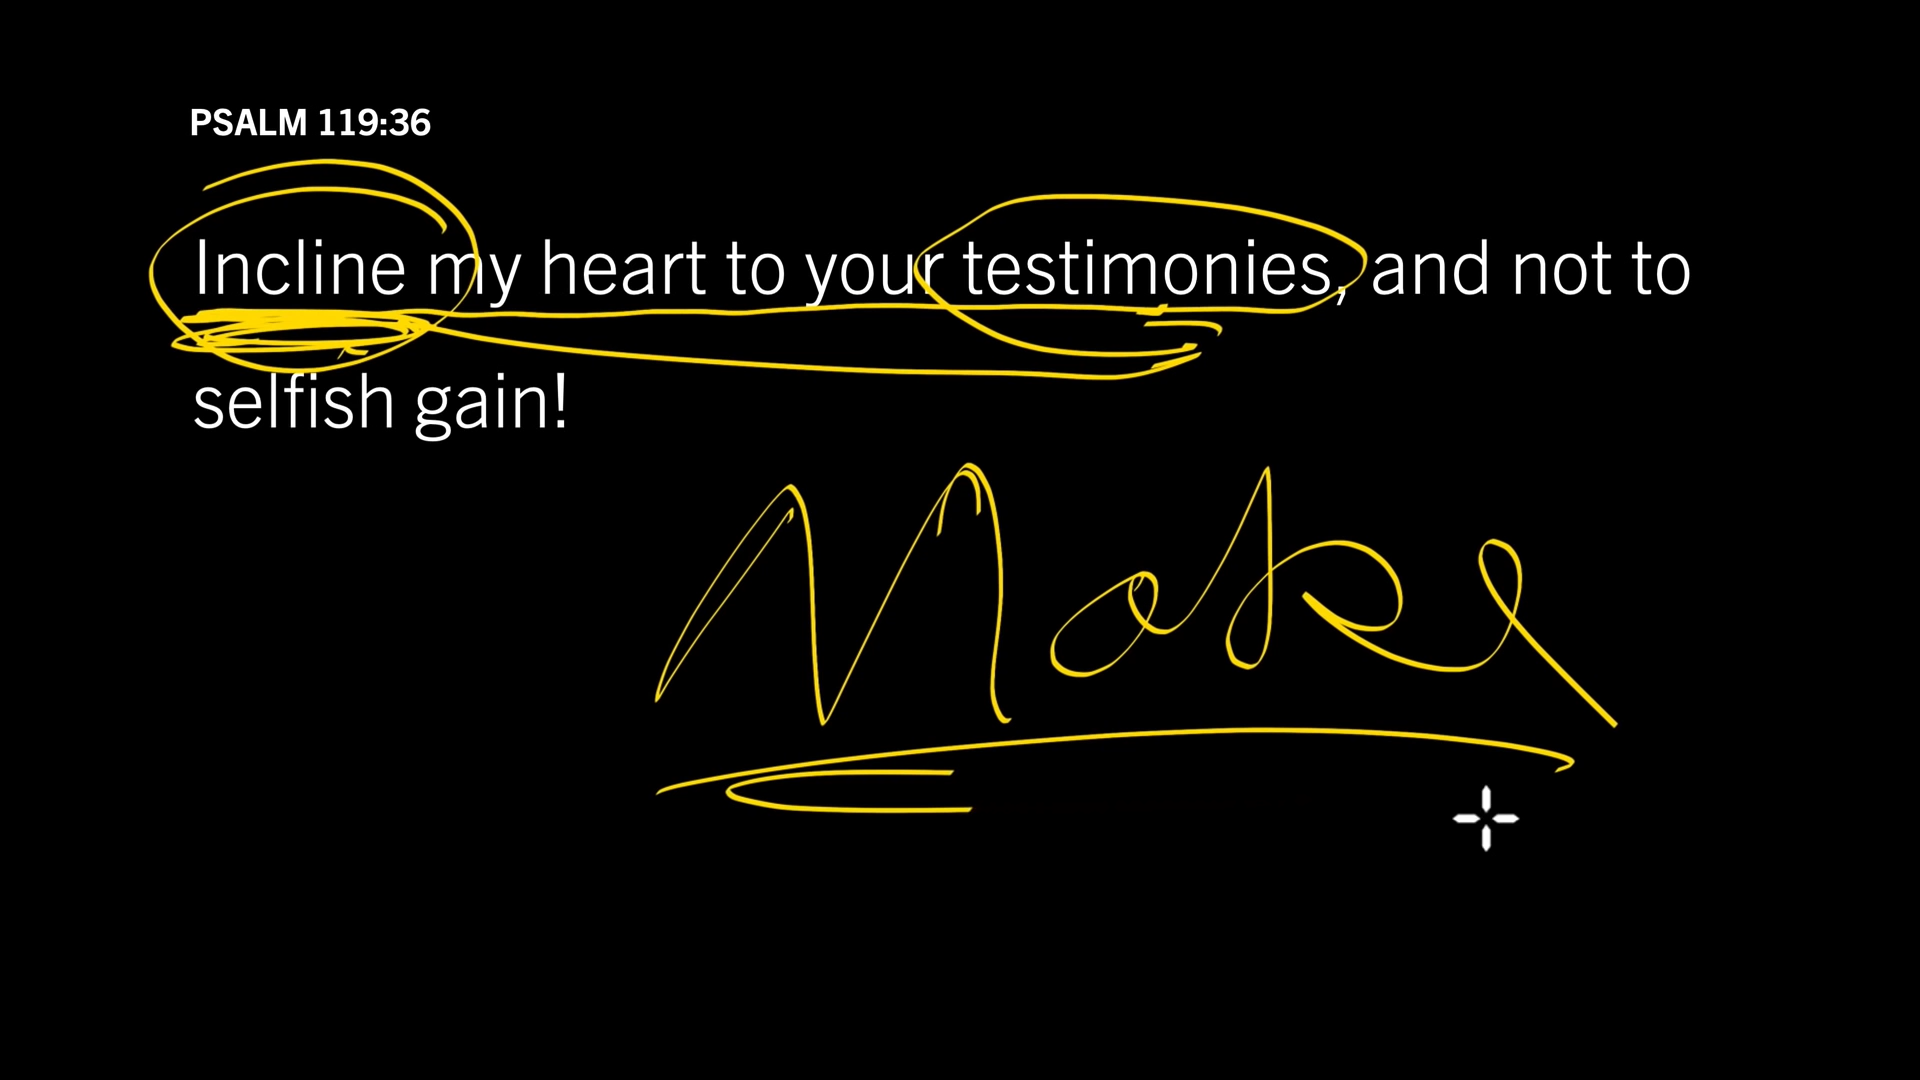 PSALM 119:36
Incline my heart to your testimonies, and not to
selfish gain!
Make